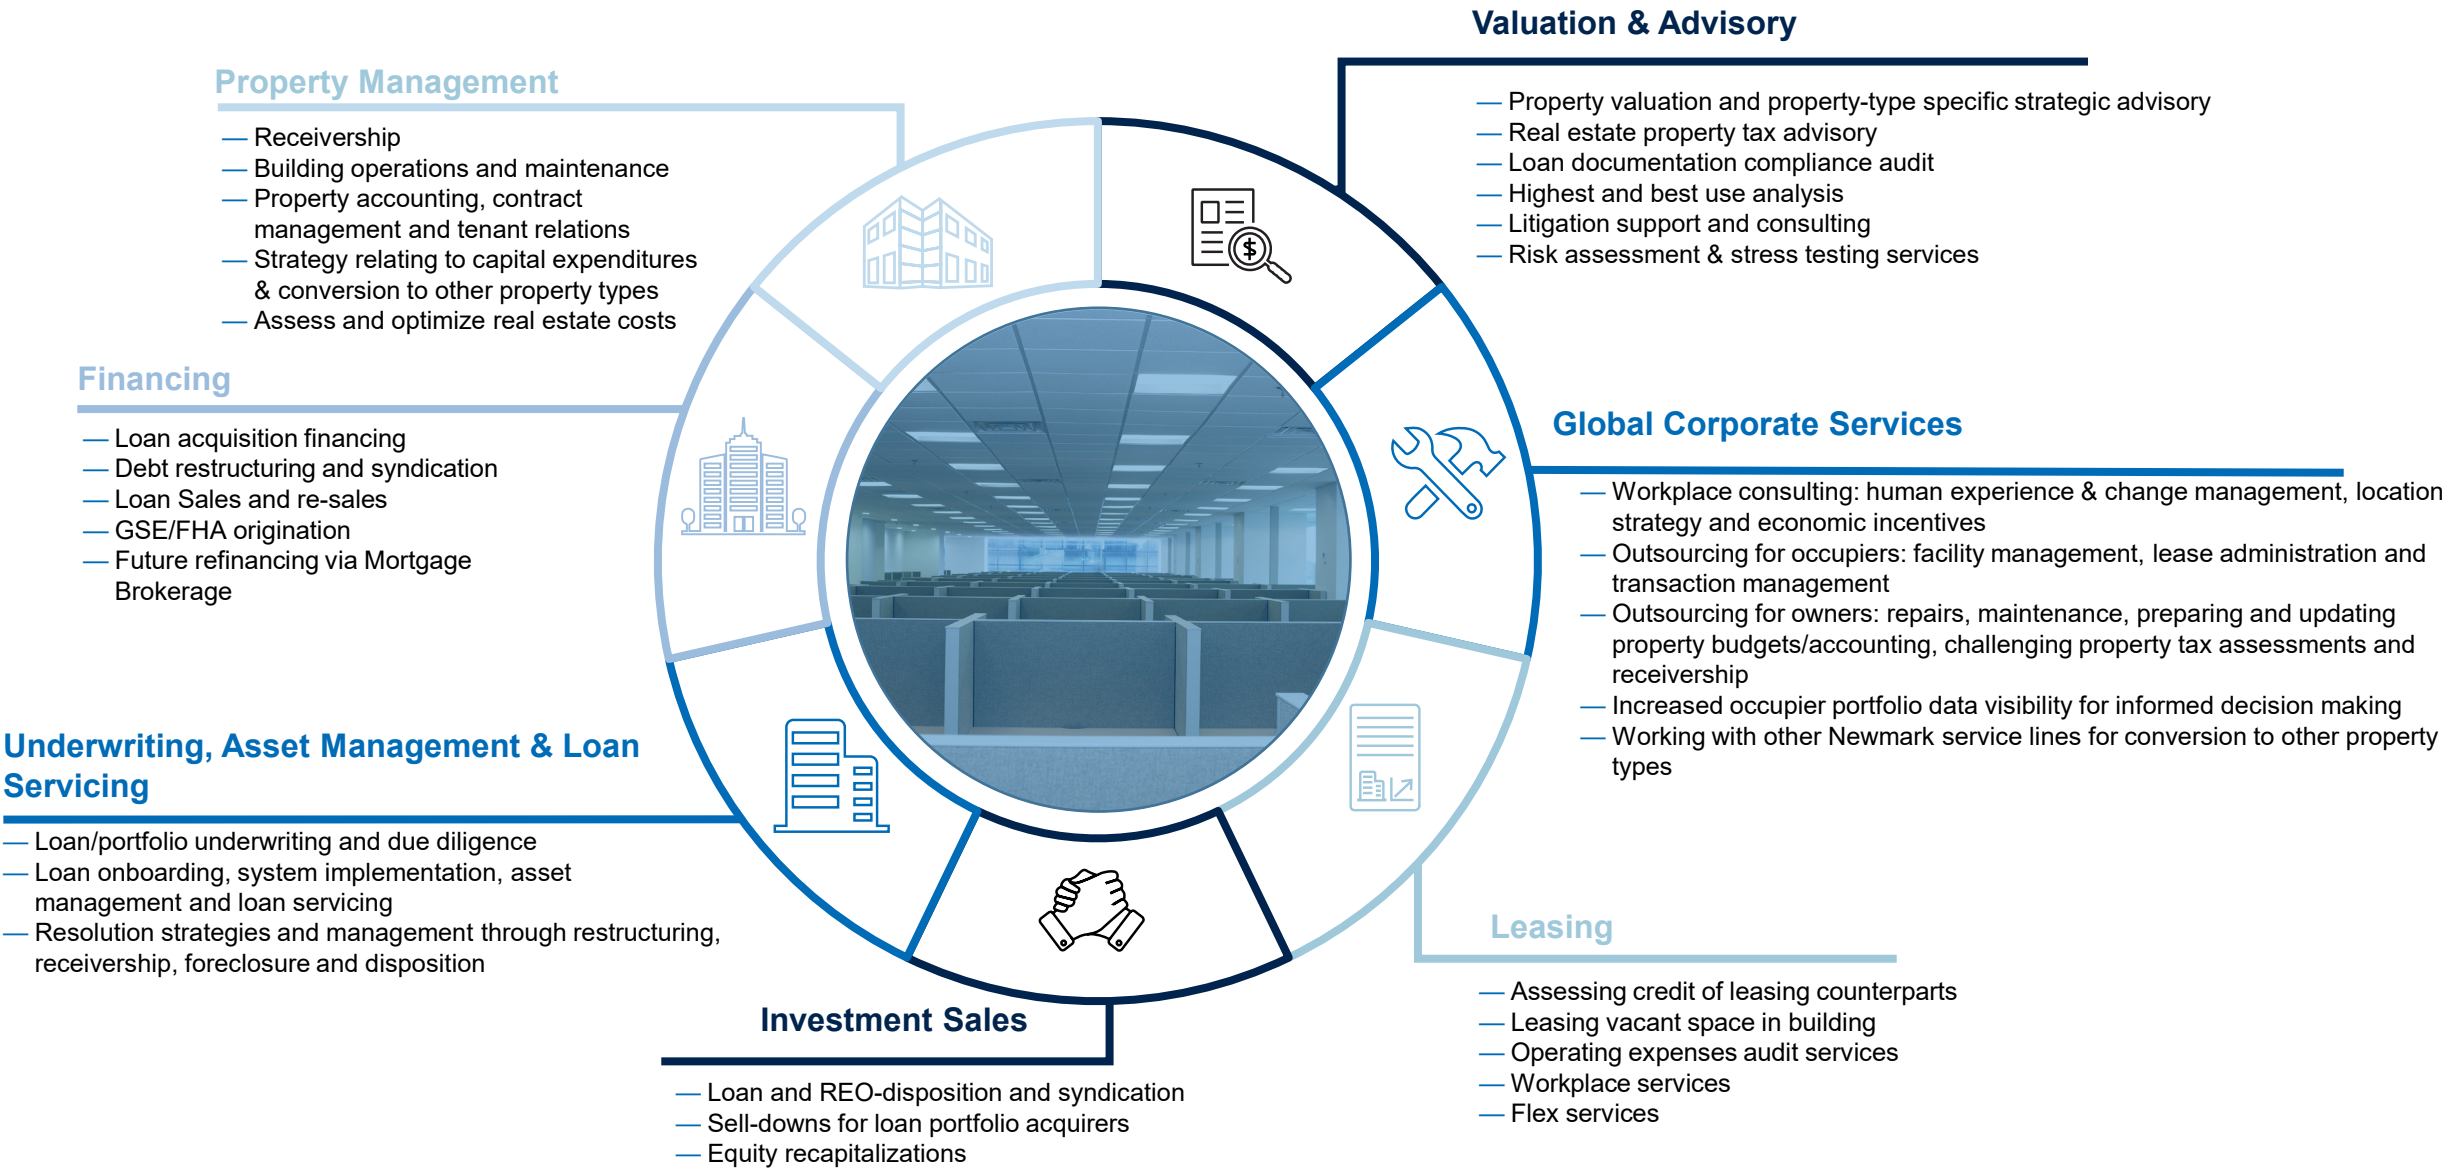 Valuation & Advisory
— Property valuation and property-type specific strategic advisory
— Real estate property tax advisory
— Loan documentation compliance audit
— Highest and best use analysis
— Litigation support and consulting
— Risk assessment & stress testing services
Property Management
— Receivership
— Building operations and maintenance
— Property accounting, contract
management and tenant relations
— Strategy relating to capital expenditures
& conversion to other property types
— Assess and optimize real estate costs
$
Financing
— Loan acquisition financing
— Debt restructuring and syndication
— Loan Sales and re-sales
— GSE/FHA origination
— Future refinancing via Mortgage
Brokerage
Global Corporate Services
— Workplace consulting: human experience & change management, location
strategy and economic incentives
— Outsourcing for occupiers: facility management, lease administration and
transaction management
— Outsourcing for owners: repairs, maintenance, preparing and updating
property budgets/accounting, challenging property tax assessments and
receivership
— Increased occupier portfolio data visibility for informed decision making
— Working with other Newmark service lines for conversion to other property
types
Underwriting, Asset Management & Loan
Servicing
— Loan/portfolio underwriting and due diligence
— Loan onboarding, system implementation, asset
management and loan servicing
— Resolution strategies and management through restructuring,
receivership, foreclosure and disposition
Leasing
— Assessing credit of leasing counterparts
— Leasing vacant space in building
— Operating expenses audit services
— Workplace services
— Flex services
Investment Sales
— Loan and REO-disposition and syndication
— Sell-downs for loan portfolio acquirers
— Equity recapitalizations